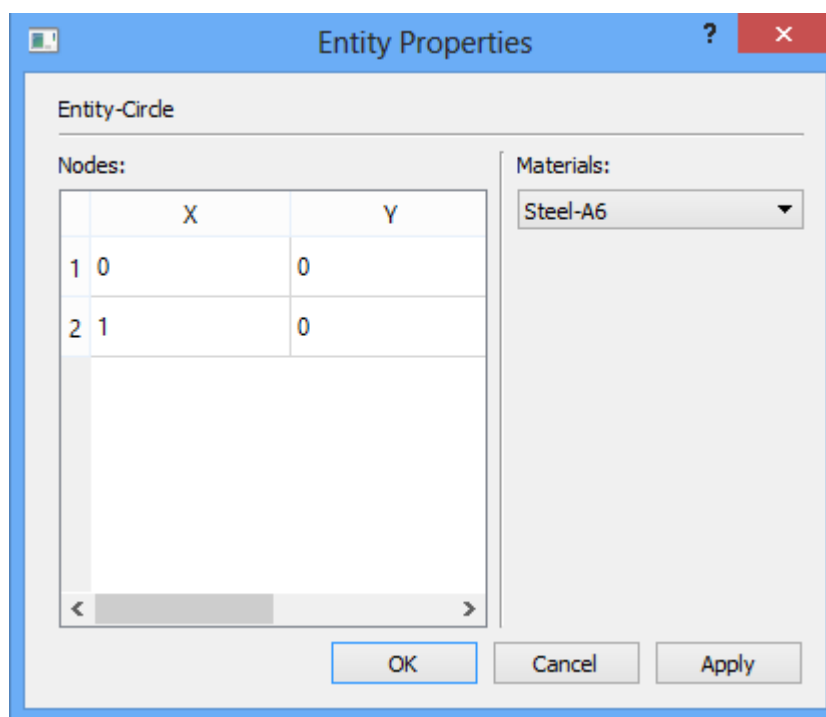 Entity Properties
?
Entity-Circle
Nodes:
Materials:
X Y
Steel-A6
1 0 0
2 1 0
OK Cancel Apply